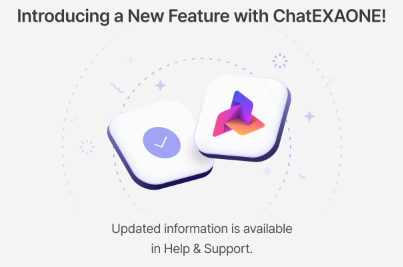 Introducing a New Feature with ChatEXAONE!
Updated information is available
in Help & Support.